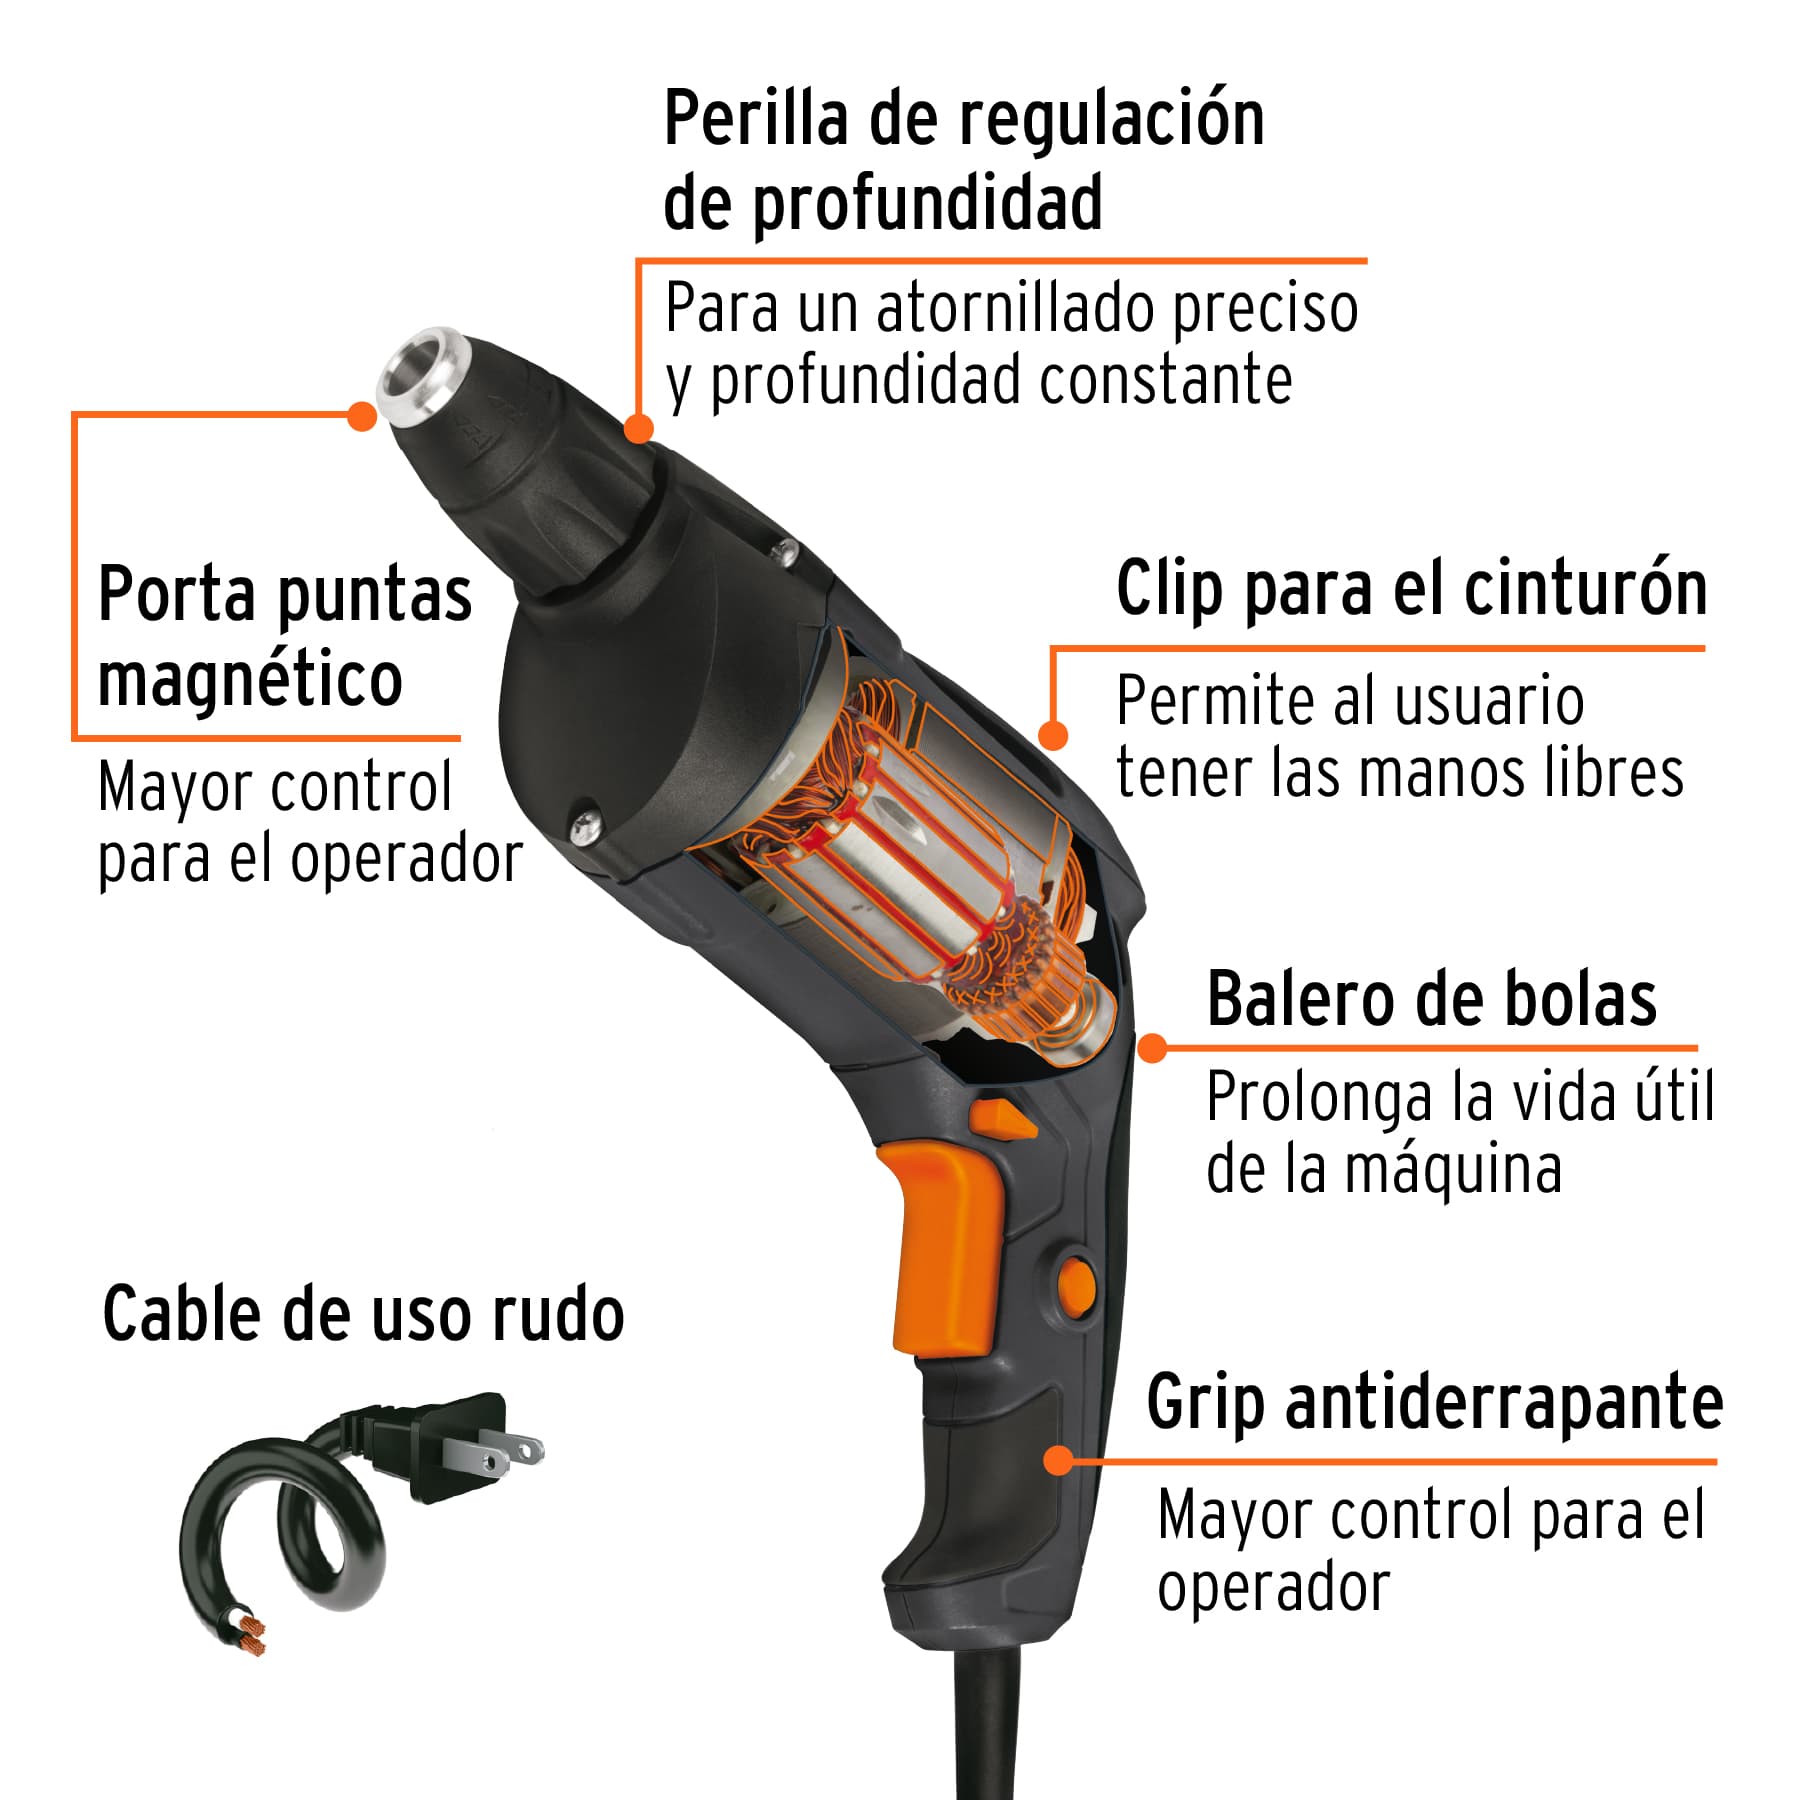 Perilla de regulación
de profundidad
Para un atornillado preciso
y profundidad constante
Porta puntas
magnético
Mayor control
para el operador
Clip para el cinturón
Permite al usuario
tener las manos libres
Balero de bolas
Prolonga la vida útil
de la máquina
Cable de uso rudo
Grip antiderrapante
Mayor control para el
operador